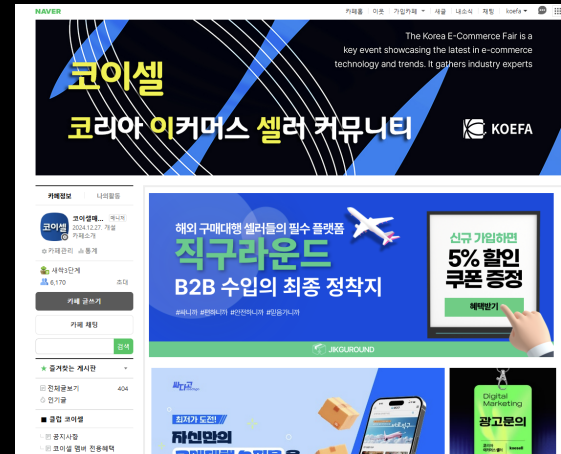 NAVER
카페홈 이웃 가입카페 새글 내소식 채팅 koefa
The Korea E-Commerce Fair is a
key event showcasing the latest in e-commerce
technology and trends. It gathers industry experts
코이셀
코리아 이커머스 셀러 커뮤니티
KOEFA
카페정보 나의활동
코이셀
코이셀매... 매니저
2024.12.27. 개설
카페소개
카페관리 통계
새싹3단계
6,170 초대
카페 글쓰기
카페 채팅
검색
즐겨찾는 게시판
전체글보기 404
인기글
클럽 코이셀
공지사항
코이셀 멤버 전용혜택
해외 구매대행 셀러들의 필수 플랫폼
직구라운드
B2B 수입의 최종 정착지
#싸니까 #편하니까 #안전하니까 #믿음가니까
신규 가입하면
5% 할인
쿠폰 증정
혜택받기
JIKGUROUND
싸다고
최저가 도전!
자신만의
Digital
Marketing
광고문의